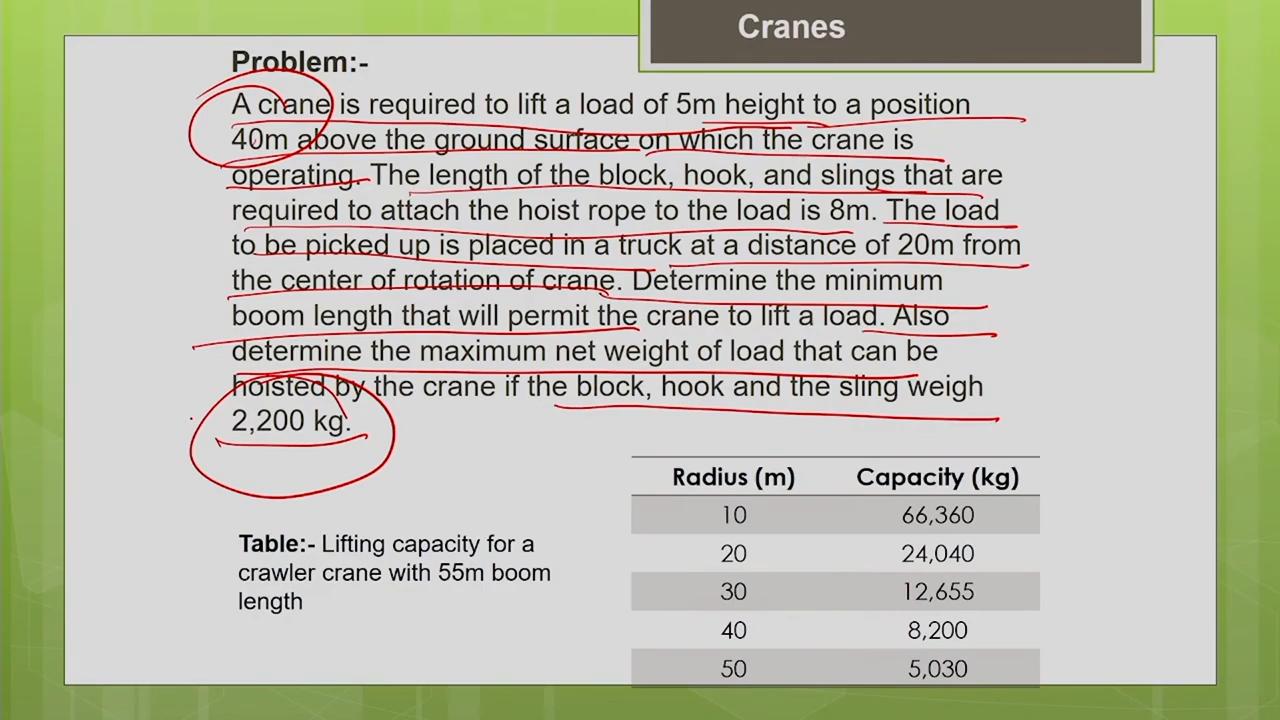 Cranes
Problem:-
A crane is required to lift a load of 5m height to a position
40m above the ground surface on which the crane is
operating. The length of the block, hook, and slings that are
required to attach the hoist rope to the load is 8m. The load
to be picked up is placed in a truck at a distance of 20m from
the center of rotation of crane. Determine the minimum
boom length that will permit the crane to lift a load. Also
determine the maximum net weight of load that can be
hoisted by the crane if the block, hook and the sling weigh
2,200 kg.
Table:- Lifting capacity for a
crawler crane with 55m boom
length
Radius (m) Capacity (kg)
10 66,360
20 24,040
30 12,655
40 8,200
50 5,030